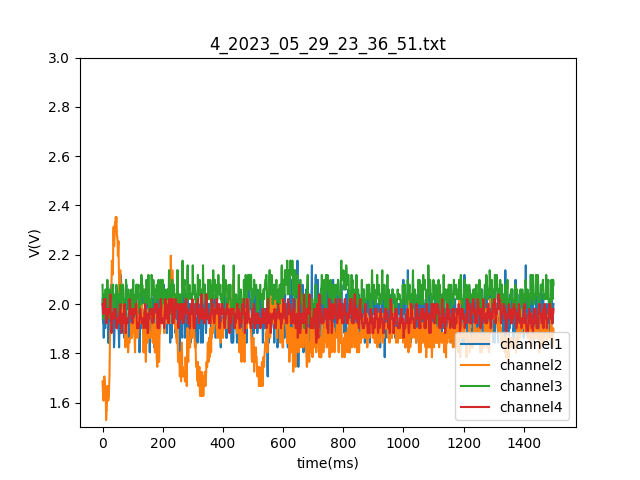 4_2023_05_29_23_36_51.txt
3.0
2.8
2.6
2.4
2.2
2.0
1.8
1.6
V(V)
0 200 400 600 800 1000 1200 1400
time(ms)
channel1
channel2
channel3
channel4